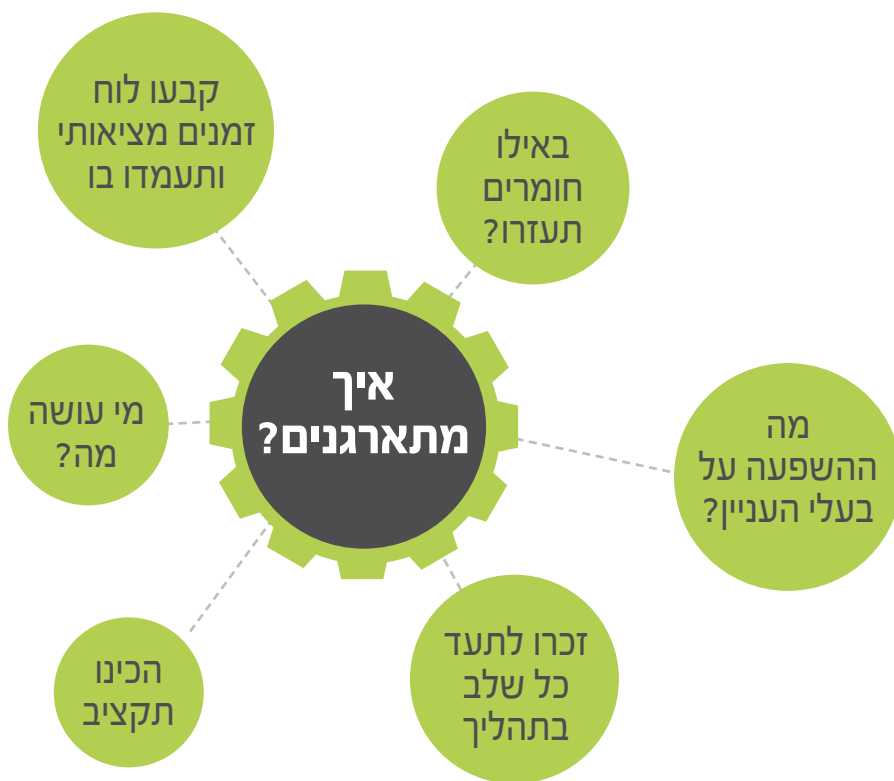 קבעו לוח
זמנים מציאותי
ותעמדו בו
באילו
חומרים
תעזרו?
איך
מתארגנים?
מי עושה
מה?
מה
ההשפעה על
בעלי העניין?
הכינו
תקציב
זכרו לתעד
כל שלב
בתהליך